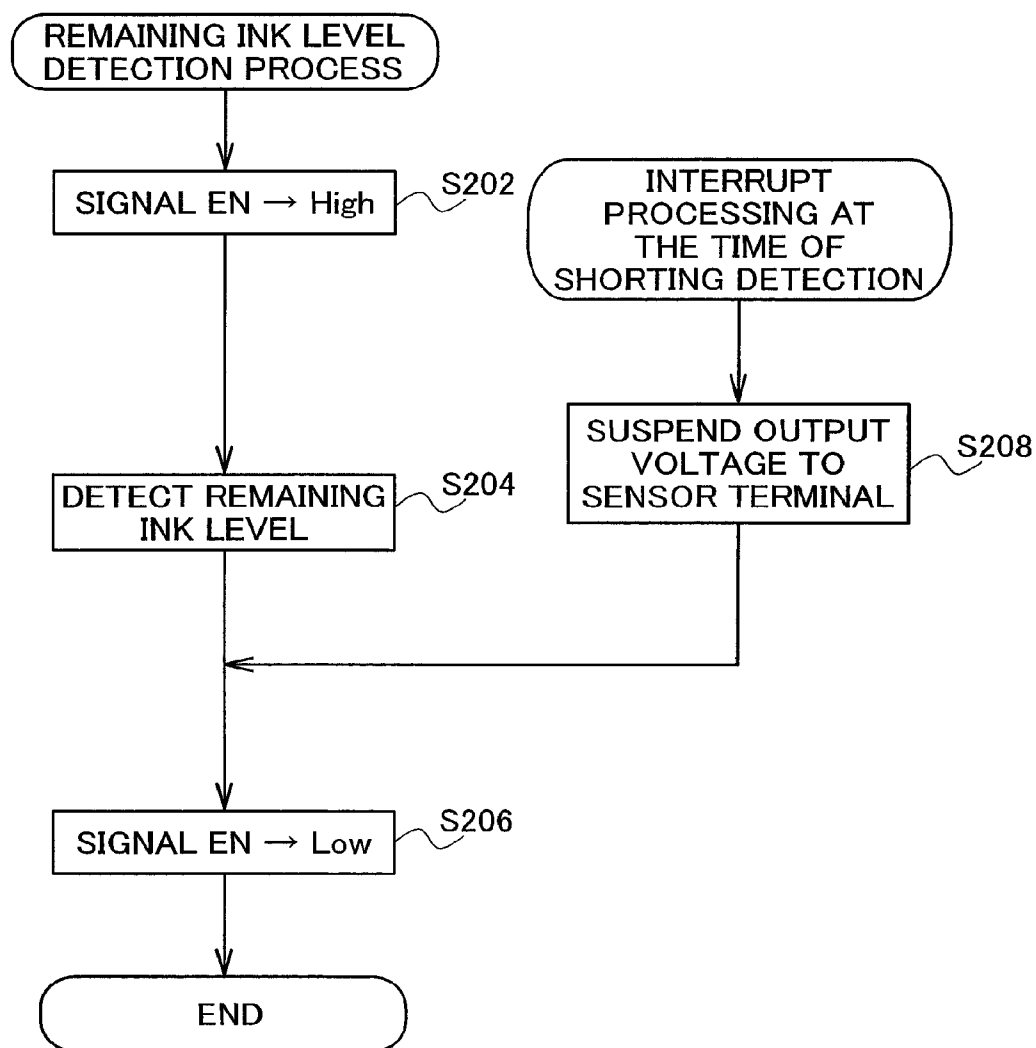 REMAINING INK LEVEL
DETECTION PROCESS
SIGNAL EN → High
S202
INTERRUPT
PROCESSING AT
THE TIME OF
SHORTING DETECTION
DETECT REMAINING
INK LEVEL
S204
SUSPEND OUTPUT
VOLTAGE TO
SENSOR TERMINAL
S208
SIGNAL EN → Low
S206
END